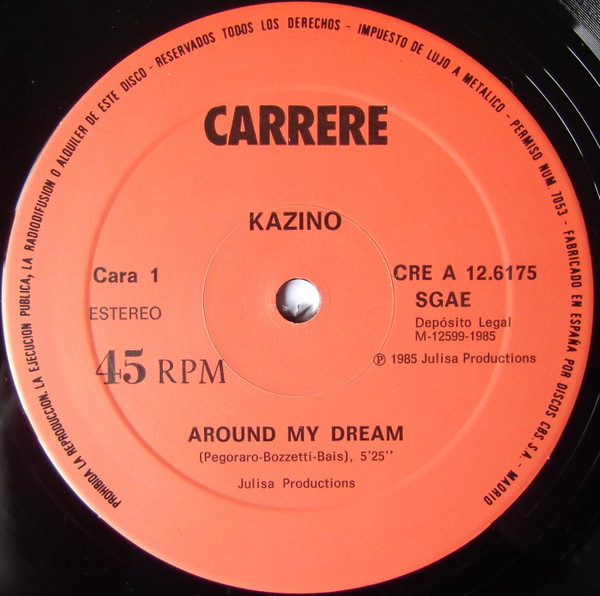 PROHIBIDA LA REPRODUCCION, LA EJECUCION PUBLICA, LA RADIODIFUSION O ALQUILER DE ESTE DISCO - RESERVADOS TODOS LOS DERECHOS - IMPUESTO DE LUJO A METALICO - PERMISO NUM. 7053 - FABRICADO EN ESPAÑA POR DISCOS CBS. S.A. - MADRID
CARRERE
KAZINO
Cara 1
CRE A 12.6175
ESTEREO
SGAE
Depósito Legal
M-12599-1985
45 RPM
℗ 1985 Julisa Productions
AROUND MY DREAM
(Pegoraro-Bozzetti-Bais), 5'25''
Julisa Productions